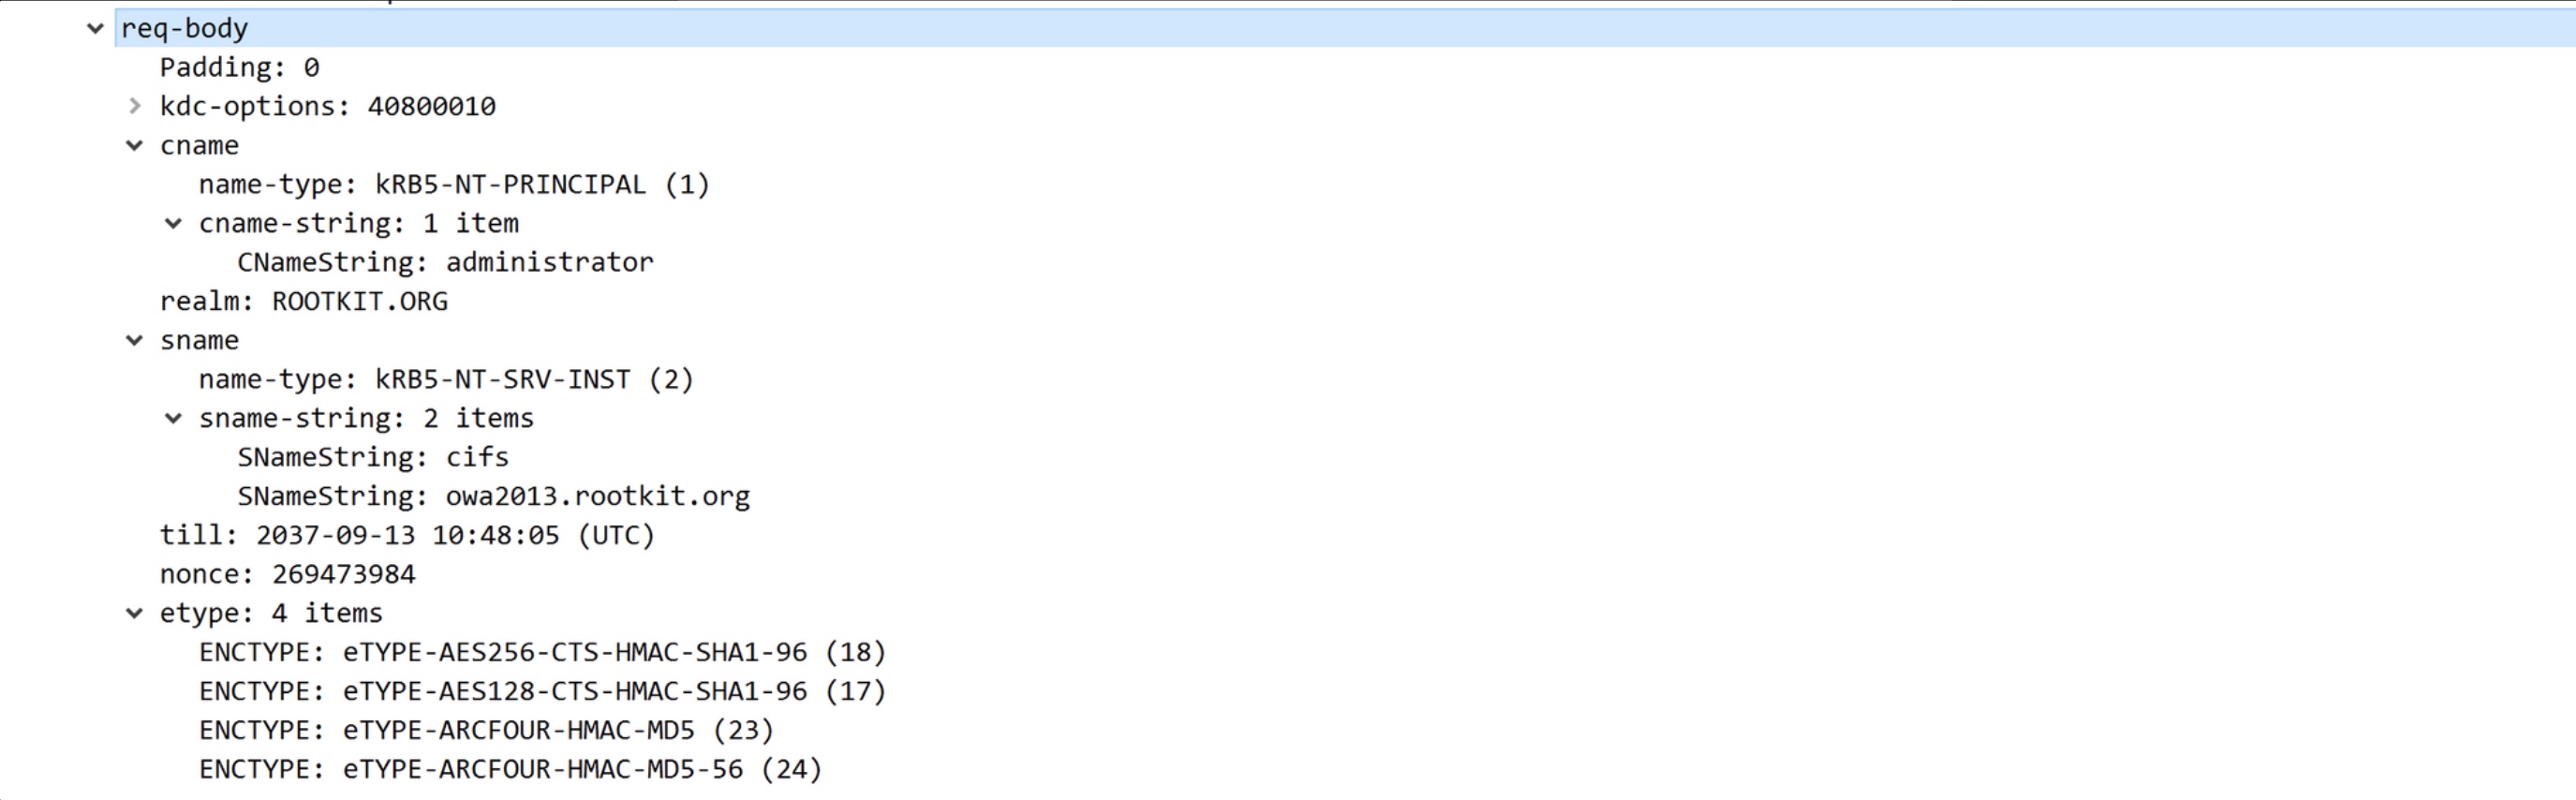 req-body
Padding: 0
kdc-options: 40800010
cname
name-type: kRB5-NT-PRINCIPAL (1)
cname-string: 1 item
CNameString: administrator
realm: ROOTKIT.ORG
sname
name-type: kRB5-NT-SRV-INST (2)
sname-string: 2 items
SNameString: cifs
SNameString: owa2013.rootkit.org
till: 2037-09-13 10:48:05 (UTC)
nonce: 269473984
etype: 4 items
ENCTYPE: eTYPE-AES256-CTS-HMAC-SHA1-96 (18)
ENCTYPE: eTYPE-AES128-CTS-HMAC-SHA1-96 (17)
ENCTYPE: eTYPE-ARCFOUR-HMAC-MD5 (23)
ENCTYPE: eTYPE-ARCFOUR-HMAC-MD5-56 (24)